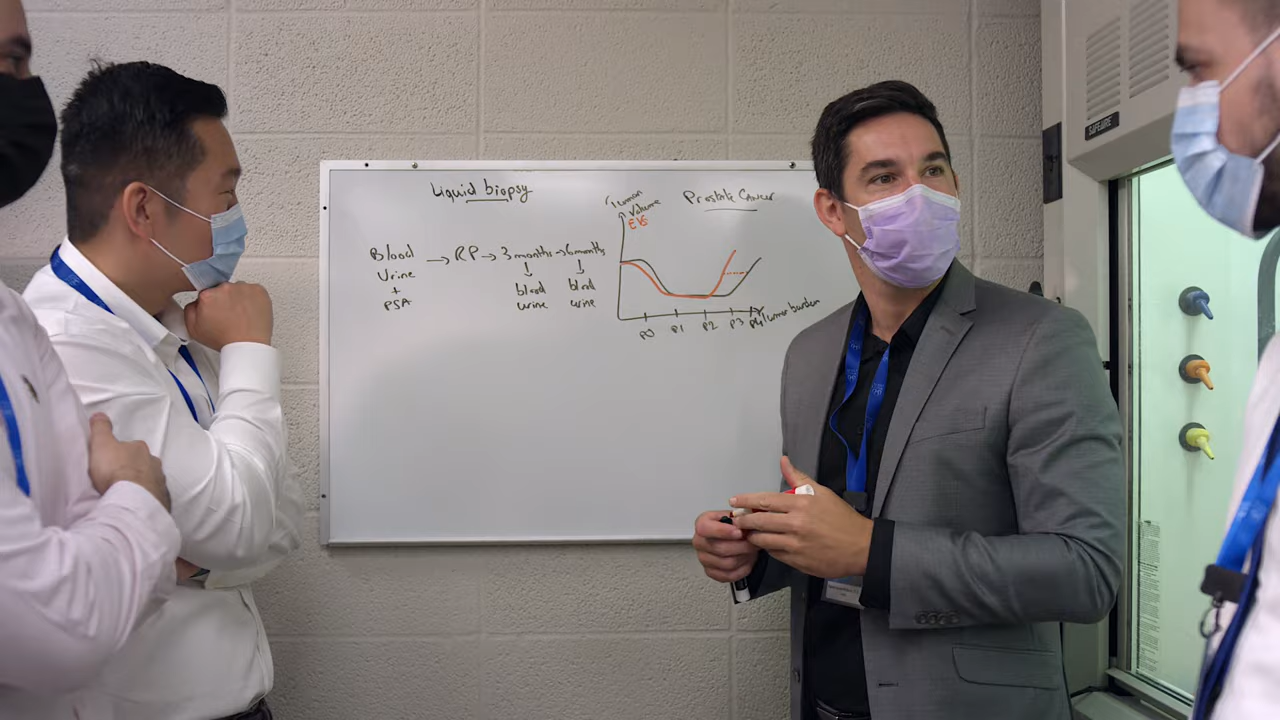 Liquid biopsy
Blood
Urine
+
PSA
→ RP → 3 months → 6 months
↓ ↓
blood blood
urine urine
Prostate Cancer
Tumor
Volume
EVs
P0 P1 P2 P3 P4
Tumor burden
SAFEAIRE